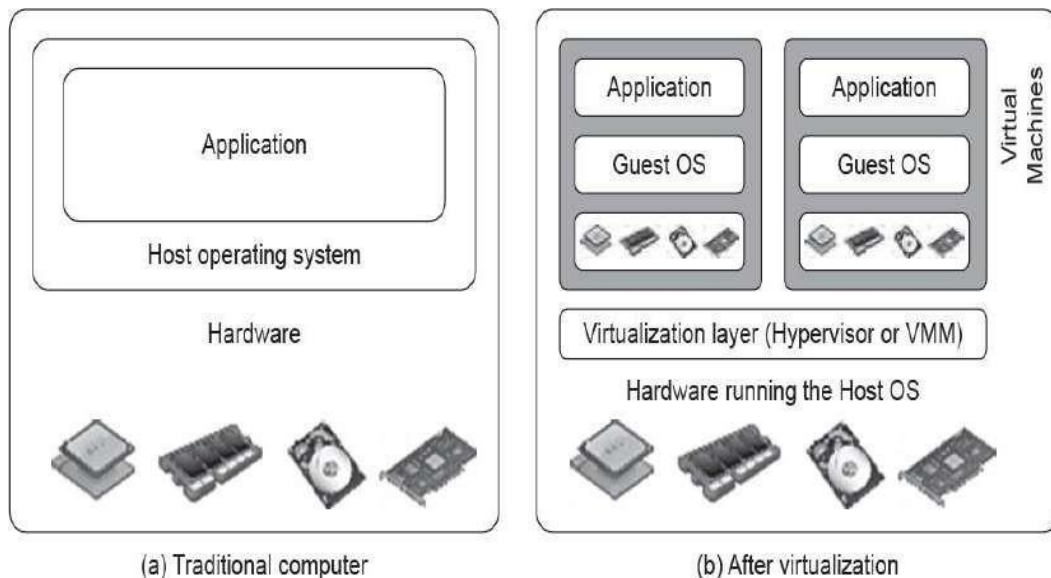 Application
Host operating system
Hardware
(a) Traditional computer
Application
Guest OS
Application
Guest OS
Virtual
Machines
Virtualization layer (Hypervisor or VMM)
Hardware running the Host OS
(b) After virtualization